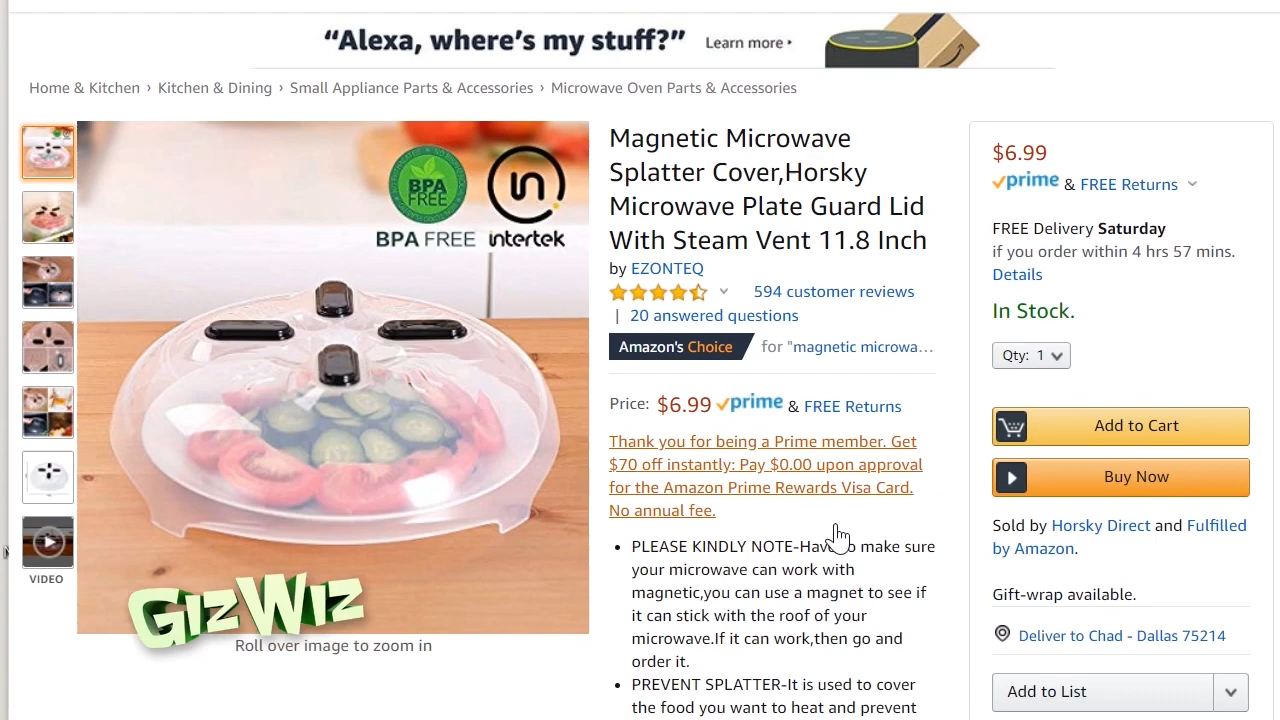 “Alexa, where’s my stuff?” Learn more
Home & Kitchen › Kitchen & Dining › Small Appliance Parts & Accessories › Microwave Oven Parts & Accessories
BPA
FREE
BPA FREE
intertek
GizWiz
Roll over image to zoom in
VIDEO
Magnetic Microwave
Splatter Cover,Horsky
Microwave Plate Guard Lid
With Steam Vent 11.8 Inch
by EZONTEQ
594 customer reviews
| 20 answered questions
Amazon's Choice for "magnetic microwa…
Price: $6.99 prime & FREE Returns
Thank you for being a Prime member. Get
$70 off instantly: Pay $0.00 upon approval
for the Amazon Prime Rewards Visa Card.
No annual fee.
• PLEASE KINDLY NOTE-Have to make sure
your microwave can work with
magnetic,you can use a magnet to see if
it can stick with the roof of your
microwave.If it can work,then go and
order it.
• PREVENT SPLATTER-It is used to cover
the food you want to heat and prevent
$6.99
prime & FREE Returns
FREE Delivery Saturday
if you order within 4 hrs 57 mins.
Details
In Stock.
Qty: 1
Add to Cart
Buy Now
Sold by Horsky Direct and Fulfilled
by Amazon.
Gift-wrap available.
Deliver to Chad - Dallas 75214
Add to List